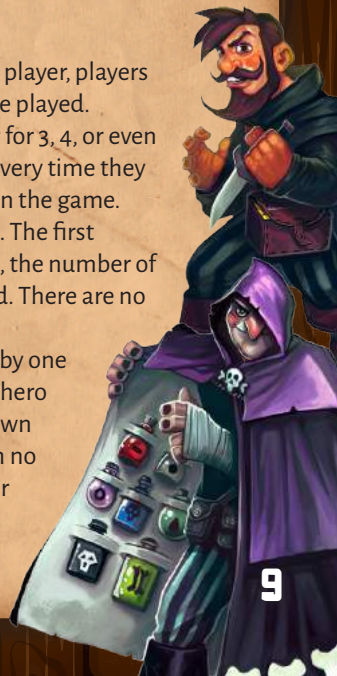 player, players
e played.
for 3, 4, or even
very time they
n the game.
. The first
, the number of
d. There are no
by one
hero
wn
n no
r
9